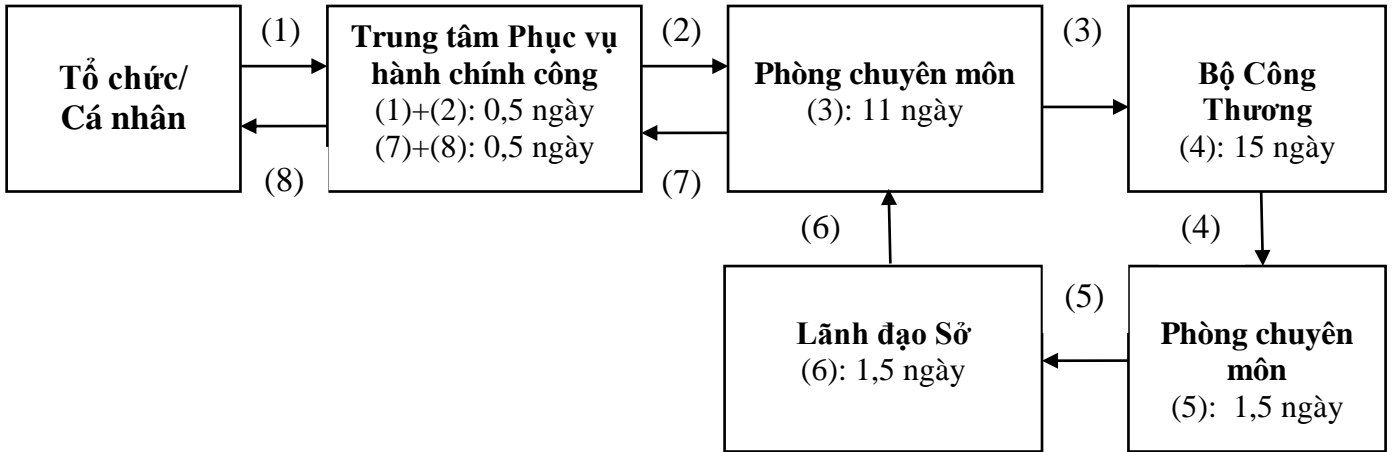 (1)
(2)
(3)
Tổ chức/
Cá nhân
Trung tâm Phục vụ
hành chính công
(1)+(2): 0,5 ngày
(7)+(8): 0,5 ngày
Phòng chuyên môn
(3): 11 ngày
Bộ Công
Thương
(4): 15 ngày
(8)
(7)
(6)
(4)
Lãnh đạo Sở
(6): 1,5 ngày
(5)
Phòng chuyên
môn
(5): 1,5 ngày